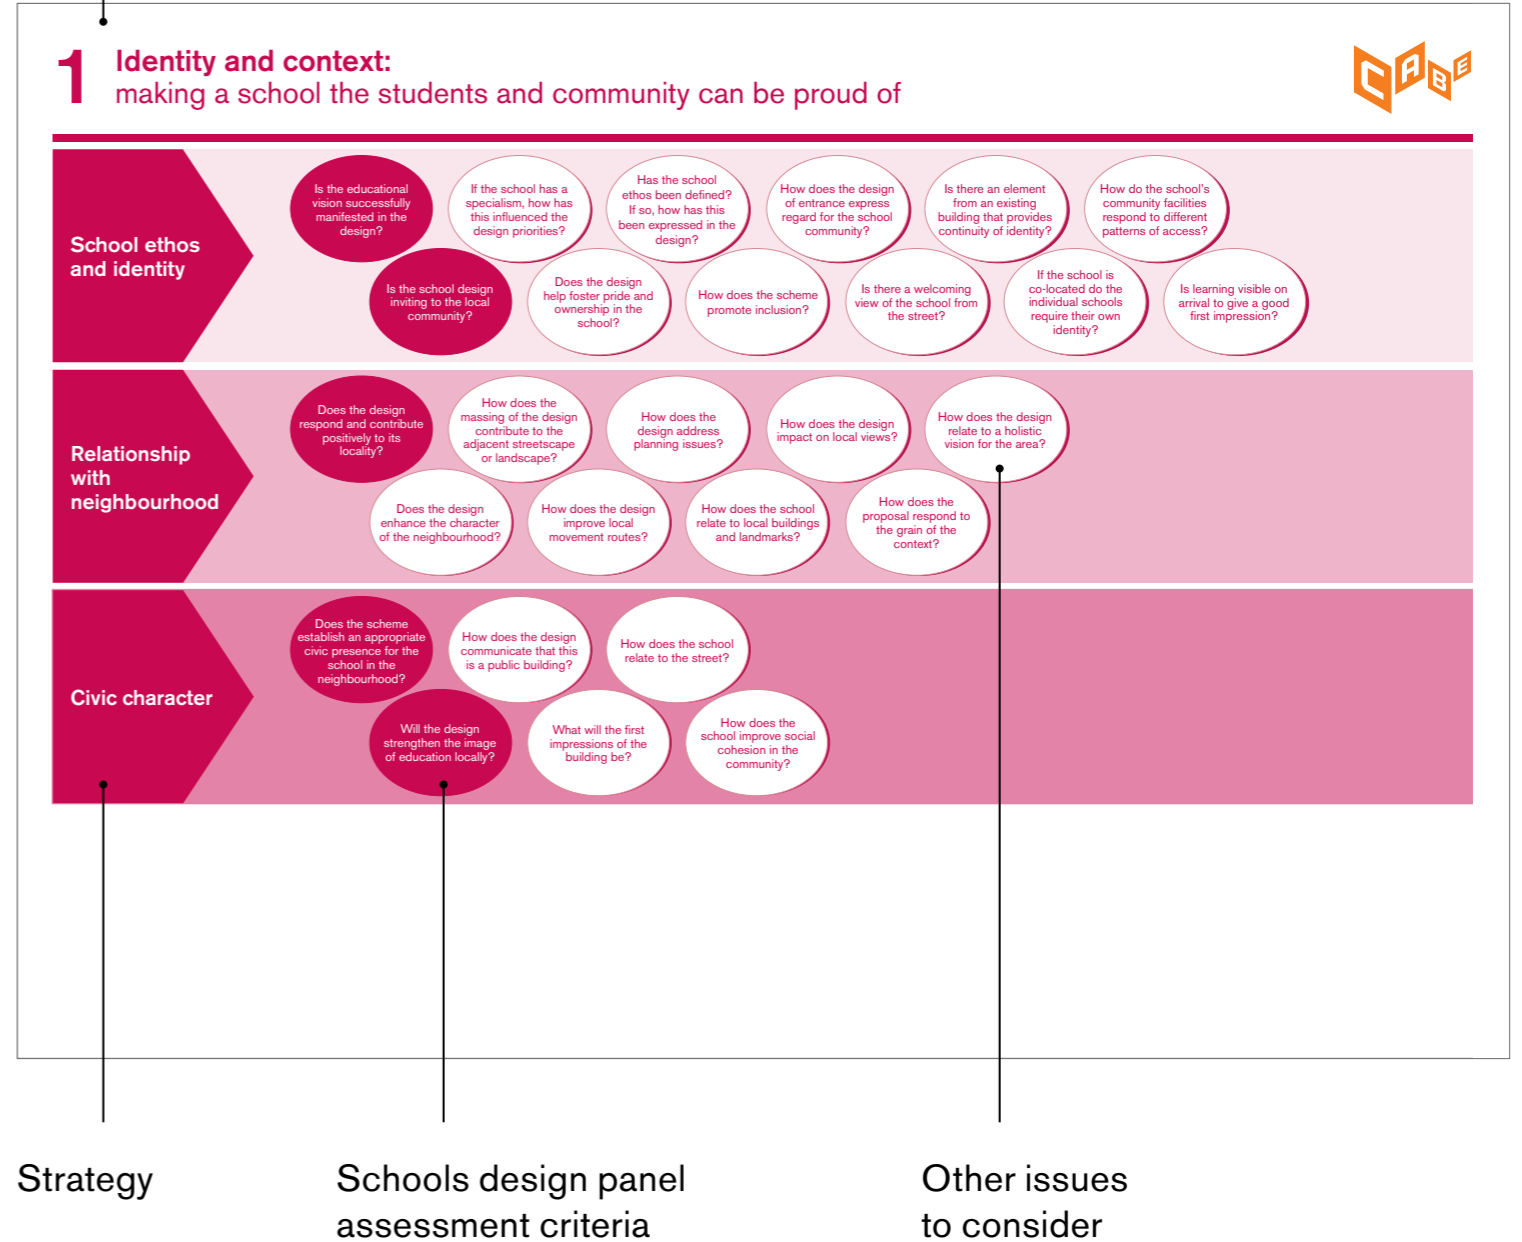 1
Identity and context:
making a school the students and community can be proud of
CABE
School ethos
and identity
Is the educational
vision successfully
manifested in the
design?
If the school has a
specialism, how has
this influenced the
design priorities?
Has the school
ethos been defined?
If so, how has this
been expressed in the
design?
How does the design
of entrance express
regard for the school
community?
Is there an element
from an existing
building that provides
continuity of identity?
How do the school's
community facilities
respond to different
patterns of access?
Is the school design
inviting to the local
community?
Does the design
help foster pride and
ownership in the
school?
How does the scheme
promote inclusion?
Is there a welcoming
view of the school from
the street?
If the school is
co-located do the
individual schools
require their own
identity?
Is learning visible on
arrival to give a good
first impression?
Relationship
with
neighbourhood
Does the design
respond and contribute
positively to its
locality?
How does the
massing of the design
contribute to the
adjacent streetscape
or landscape?
How does the
design address
planning issues?
How does the design
impact on local views?
How does the design
relate to a holistic
vision for the area?
Does the design
enhance the character
of the neighbourhood?
How does the design
improve local
movement routes?
How does the school
relate to local buildings
and landmarks?
How does the
proposal respond to
the grain of the
context?
Civic character
Does the scheme
establish an appropriate
civic presence for the
school in the
neighbourhood?
How does the design
communicate that this
is a public building?
How does the school
relate to the street?
Will the design
strengthen the image
of education locally?
What will the first
impressions of the
building be?
How does the
school improve social
cohesion in the
community?
Strategy
Schools design panel
assessment criteria
Other issues
to consider